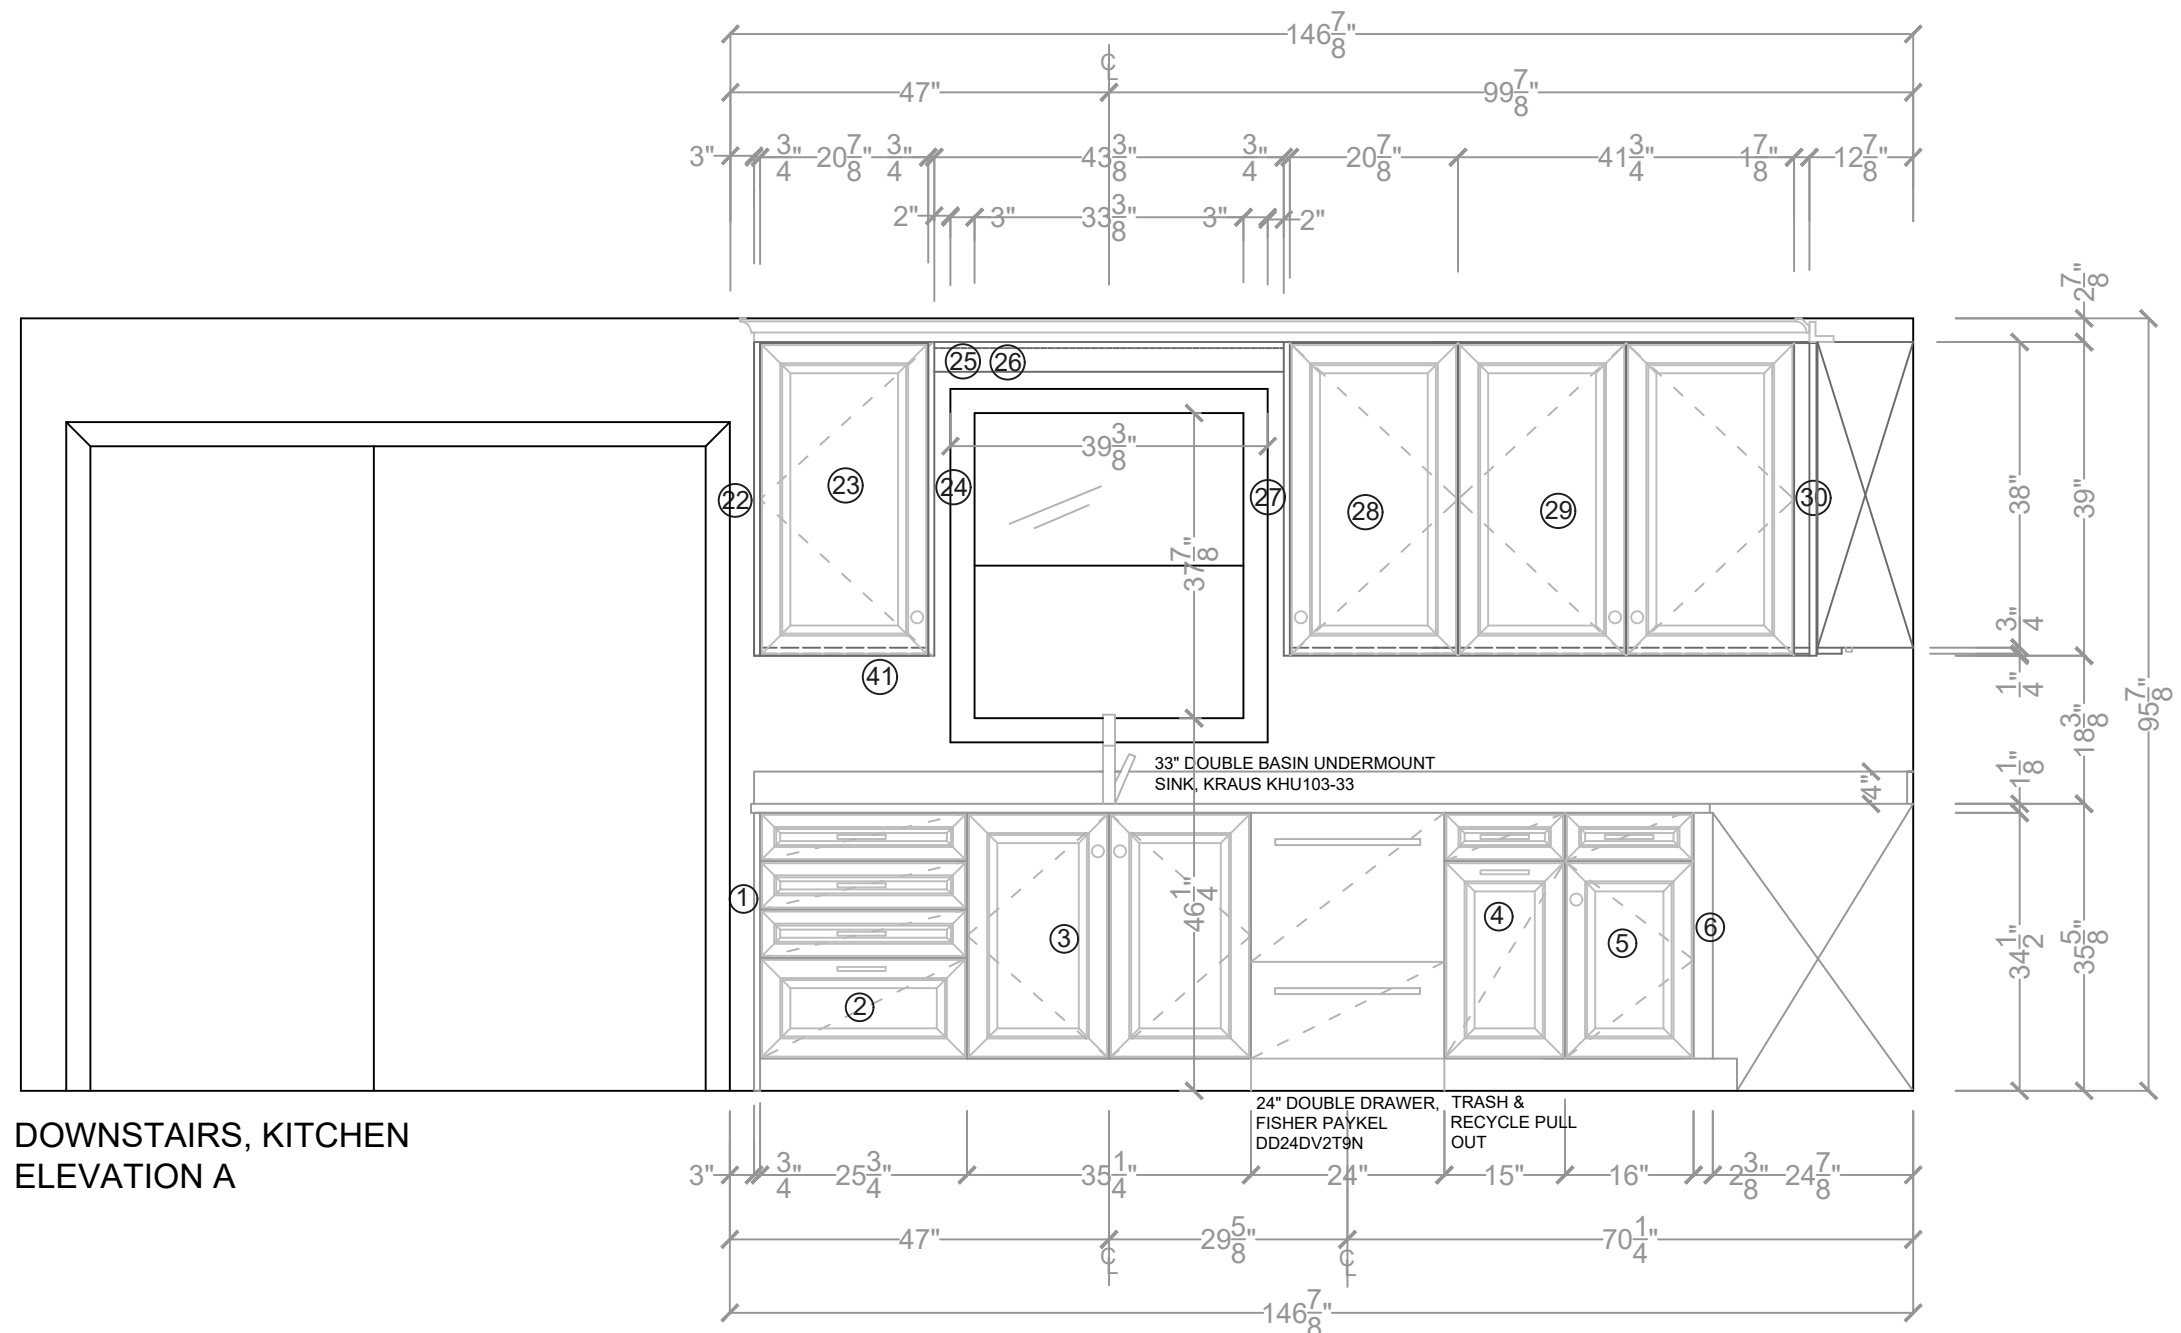 146 7/8"
47" 99 7/8"
3" 3/4" 20 7/8" 3/4" 43 3/8" 3/4" 20 7/8" 41 3/4" 1 7/8" 12 7/8"
2" 3" 33 3/8" 3" 2"
2 7/8"
25 26
39 3/8"
22 23 24 27 28 29 30
38" 39"
37 7/8"
3/4"
41
1/4"
18 3/8"
95 7/8"
33" DOUBLE BASIN UNDERMOUNT
SINK, KRAUS KHU103-33
4"
1 1/8"
46 1/4"
1 2 3 4 5 6
34 1/2" 35 5/8"
24" DOUBLE DRAWER,
FISHER PAYKEL
DD24DV2T9N
TRASH &
RECYCLE PULL
OUT
DOWNSTAIRS, KITCHEN
ELEVATION A
3" 3/4" 25 3/4" 35 1/4" 24" 15" 16" 2 3/8" 24 7/8"
47" 29 5/8" 70 1/4"
CL CL CL
146 7/8"